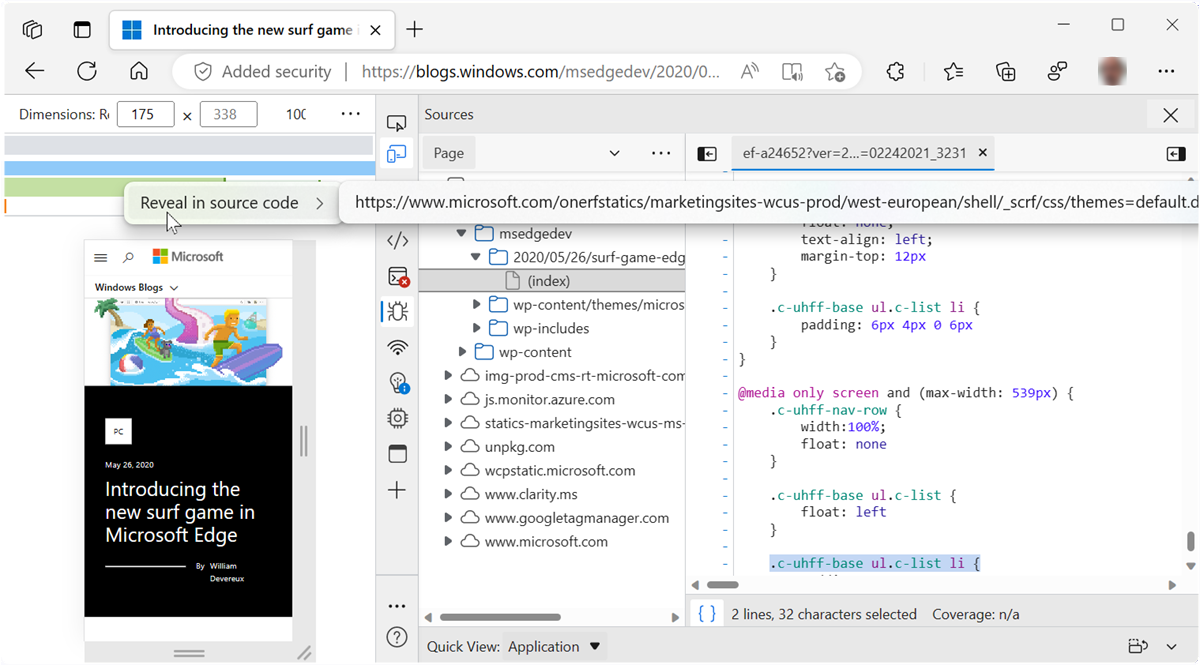 Introducing the new surf game i
Added security
https://blogs.windows.com/msedgedev/2020/0...
Dimensions: Re
175
×
338
100
Sources
Page
ef-a24652?ver=2...=02242021_3231
Reveal in source code
https://www.microsoft.com/onerfstatics/marketingsites-wcus-prod/west-european/shell/_scrf/css/themes=default.d
Microsoft
Windows Blogs
PC
May 26, 2020
Introducing the
new surf game in
Microsoft Edge
By William
Devereux
msedgedev
2020/05/26/surf-game-edg
(index)
wp-content/themes/micros
wp-includes
wp-content
img-prod-cms-rt-microsoft-com
js.monitor.azure.com
statics-marketingsites-wcus-ms-
unpkg.com
wcpstatic.microsoft.com
www.clarity.ms
www.googletagmanager.com
www.microsoft.com
float: none;
text-align: left;
margin-top: 12px
}
.c-uhff-base ul.c-list li {
padding: 6px 4px 0 6px
}
}
@media only screen and (max-width: 539px) {
.c-uhff-nav-row {
width:100%;
float: none
}
.c-uhff-base ul.c-list {
float: left
}
.c-uhff-base ul.c-list li {
{ } 2 lines, 32 characters selected Coverage: n/a
Quick View: Application